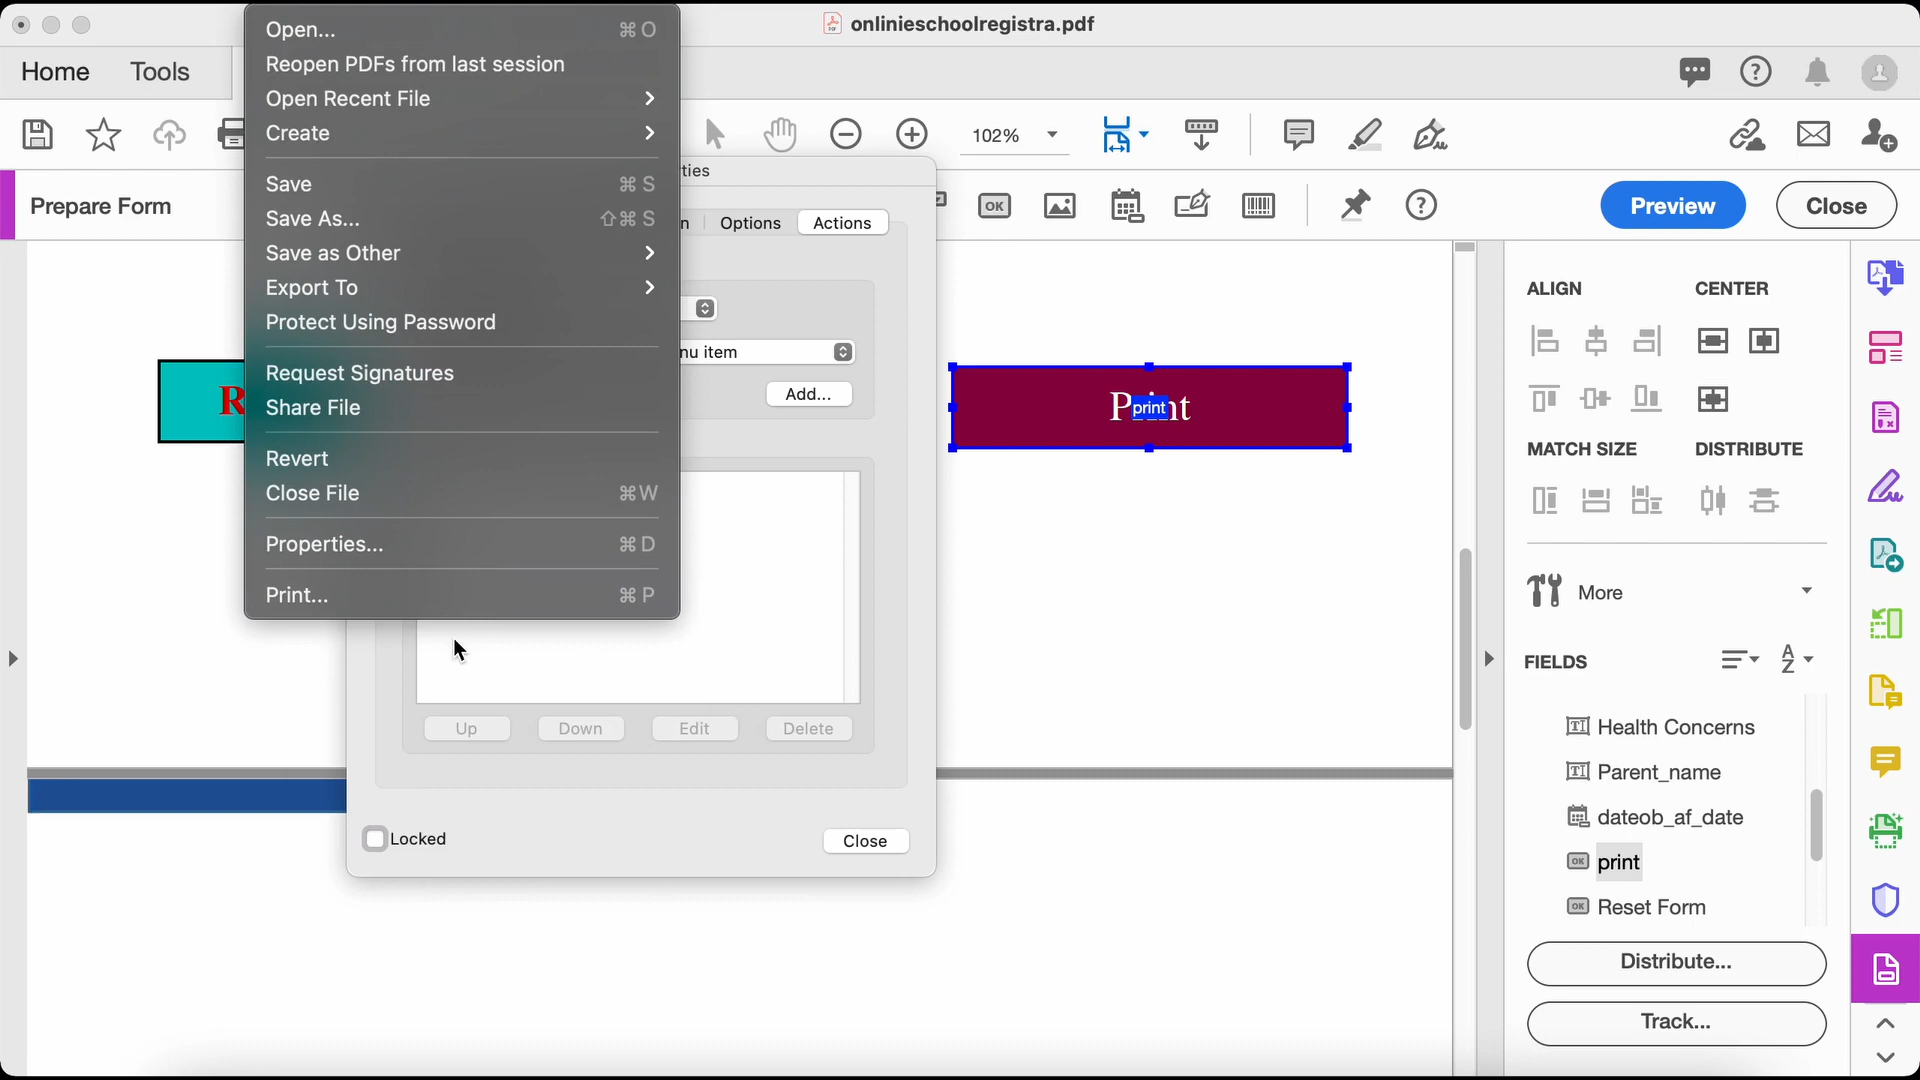 onlinieschoolregistra.pdf
Home
Tools
Open... ⌘ O
Reopen PDFs from last session
Open Recent File
Create
Save ⌘ S
Save As... ⇧⌘ S
Save as Other
Export To
Protect Using Password
Request Signatures
Share File
Revert
Close File ⌘W
Properties... ⌘ D
Print... ⌘ P
102%
Prepare Form
OK
Preview
Close
ties
n
Options
Actions
nu item
Add...
R
Print
print
Up
Down
Edit
Delete
Locked
Close
ALIGN
CENTER
MATCH SIZE
DISTRIBUTE
More
FIELDS
A
Z
Health Concerns
Parent_name
dateob_af_date
OK print
OK Reset Form
Distribute...
Track...